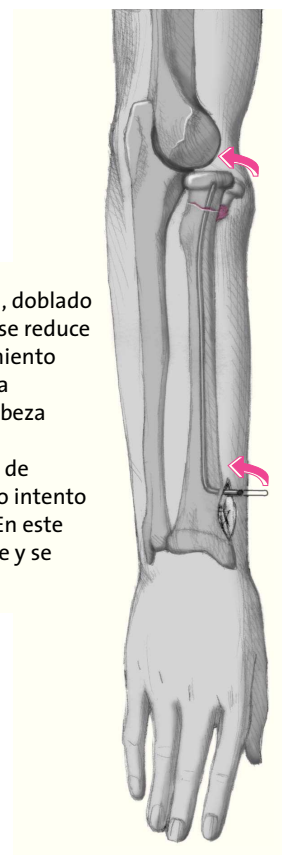 , doblado
se reduce
miento
a
beza
de
o intento
En este
e y se